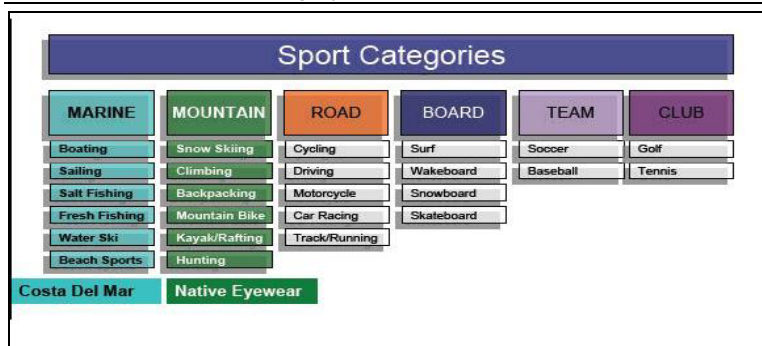 Sport Categories
MARINE MOUNTAIN ROAD BOARD TEAM CLUB
Boating Snow Skiing Cycling Surf Soccer Golf
Sailing Climbing Driving Wakeboard Baseball Tennis
Salt Fishing Backpacking Motorcycle Snowboard
Fresh Fishing Mountain Bike Car Racing Skateboard
Water Ski Kayak/Rafting Track/Running
Beach Sports Hunting
Costa Del Mar Native Eyewear